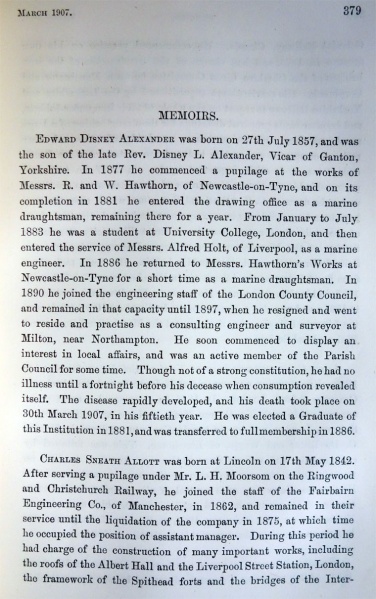 MARCH 1907. 379
MEMOIRS.
EDWARD DISNEY ALEXANDER was born on 27th July 1857, and was
the son of the late Rev. Disney L. Alexander, Vicar of Ganton,
Yorkshire. In 1877 he commenced a pupilage at the works of
Messrs. R. and W. Hawthorn, of Newcastle-on-Tyne, and on its
completion in 1881 he entered the drawing office as a marine
draughtsman, remaining there for a year. From January to July
1883 he was a student at University College, London, and then
entered the service of Messrs. Alfred Holt, of Liverpool, as a marine
engineer. In 1886 he returned to Messrs. Hawthorn's Works at
Newcastle-on-Tyne for a short time as a marine draughtsman. In
1890 he joined the engineering staff of the London County Council,
and remained in that capacity until 1897, when he resigned and went
to reside and practise as a consulting engineer and surveyor at
Milton, near Northampton. He soon commenced to display an
interest in local affairs, and was an active member of the Parish
Council for some time. Though not of a strong constitution, he had no
illness until a fortnight before his decease when consumption revealed
itself. The disease rapidly developed, and his death took place on
30th March 1907, in his fiftieth year. He was elected a Graduate of
this Institution in 1881, and was transferred to full membership in 1886.
CHARLES SNEATH ALLOTT was born at Lincoln on 17th May 1842.
After serving a pupilage under Mr. L. H. Moorsom on the Ringwood
and Christchurch Railway, he joined the staff of the Fairbairn
Engineering Co., of Manchester, in 1862, and remained in their
service until the liquidation of the company in 1875, at which time
he occupied the position of assistant manager. During this period he
had charge of the construction of many important works, including
the roofs of the Albert Hall and the Liverpool Street Station, London,
the framework of the Spithead forts and the bridges of the Inter-